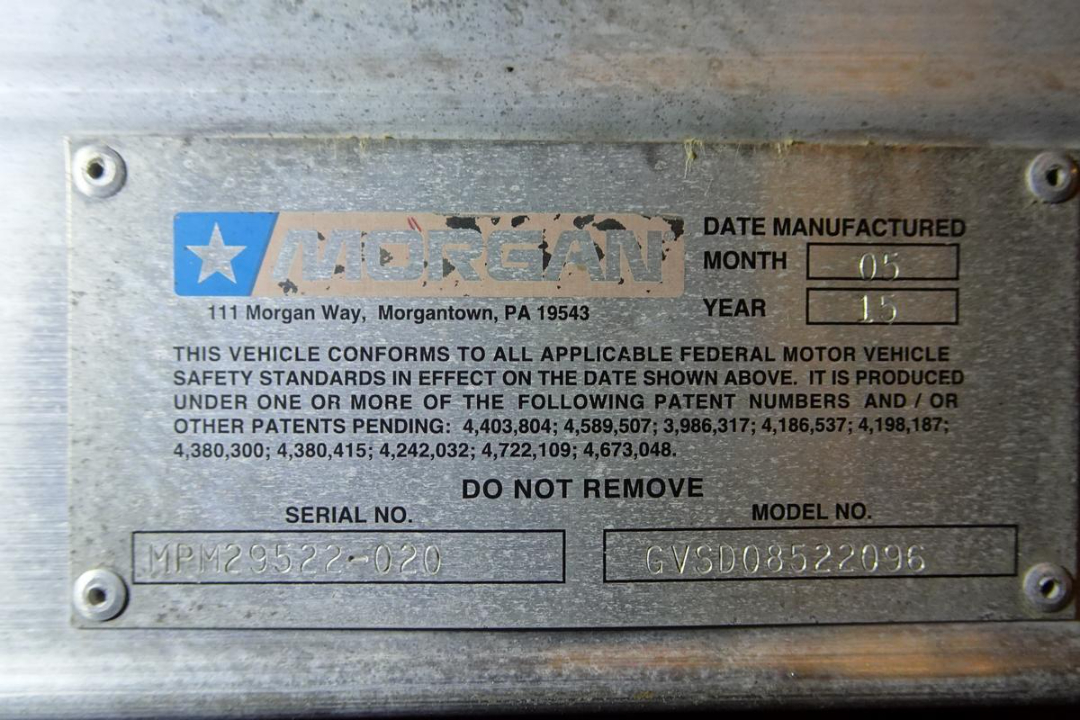 MORGAN
111 Morgan Way, Morgantown, PA 19543
DATE MANUFACTURED
MONTH 05
YEAR 15
THIS VEHICLE CONFORMS TO ALL APPLICABLE FEDERAL MOTOR VEHICLE
SAFETY STANDARDS IN EFFECT ON THE DATE SHOWN ABOVE. IT IS PRODUCED
UNDER ONE OR MORE OF THE FOLLOWING PATENT NUMBERS AND / OR
OTHER PATENTS PENDING: 4,403,804; 4,589,507; 3,986,317; 4,186,537; 4,198,187;
4,380,300; 4,380,415; 4,242,032; 4,722,109; 4,673,048.
DO NOT REMOVE
SERIAL NO.
MPM29522-020
MODEL NO.
GVSD08522096